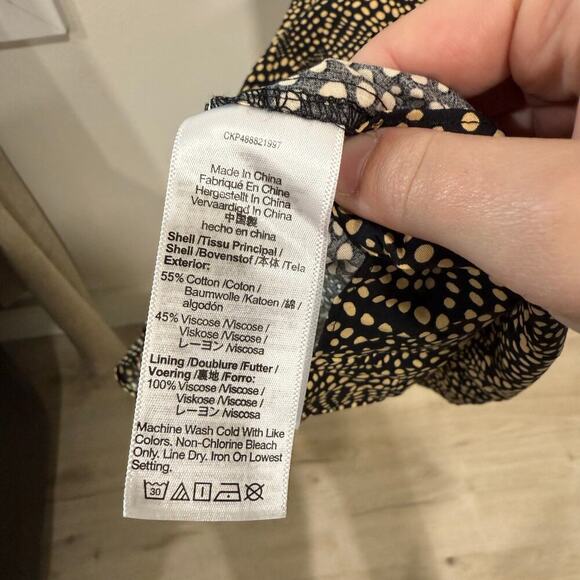 CKP488821997
Made In China
Fabriqué En Chine
Hergestellt In China
Vervaardigd In China
中国製
hecho en china
Shell /Tissu Principal /
Shell /Bovenstof /本体 /Tela
Exterior:
55% Cotton /Coton /
Baumwolle /Katoen /綿 /
algodón
45% Viscose /Viscose /
Viskose /Viscose /
レーヨン /viscosa
Lining /Doublure /Futter /
Voering /裏地 /Forro:
100% Viscose /Viscose /
Viskose /Viscose /
レーヨン /viscosa
Machine Wash Cold With Like
Colors. Non-Chlorine Bleach
Only. Line Dry. Iron On Lowest
Setting.
30